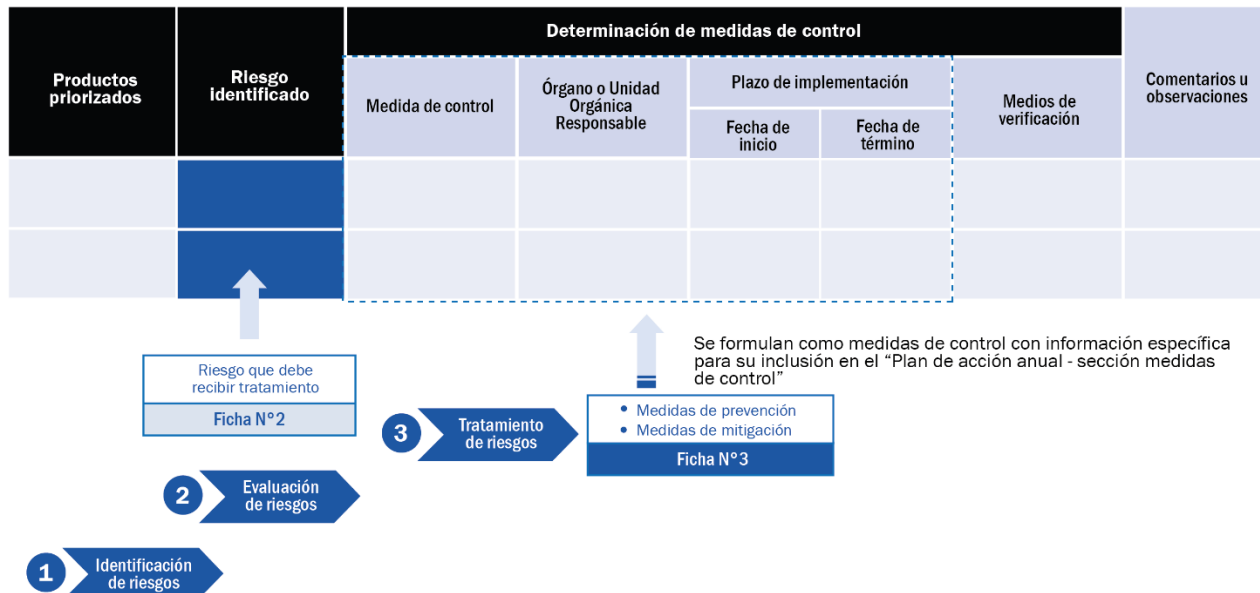 Productos
priorizados
Riesgo
identificado
Determinación de medidas de control
Medida de control
Órgano o Unidad
Orgánica
Responsable
Plazo de implementación
Fecha de
inicio
Fecha de
término
Medios de
verificación
Comentarios u
observaciones
Riesgo que debe
recibir tratamiento
Ficha N°2
Se formulan como medidas de control con información específica
para su inclusión en el “Plan de acción anual - sección medidas
de control”
3
Tratamiento
de riesgos
• Medidas de prevención
• Medidas de mitigación
Ficha N°3
2
Evaluación
de riesgos
1
Identificación
de riesgos